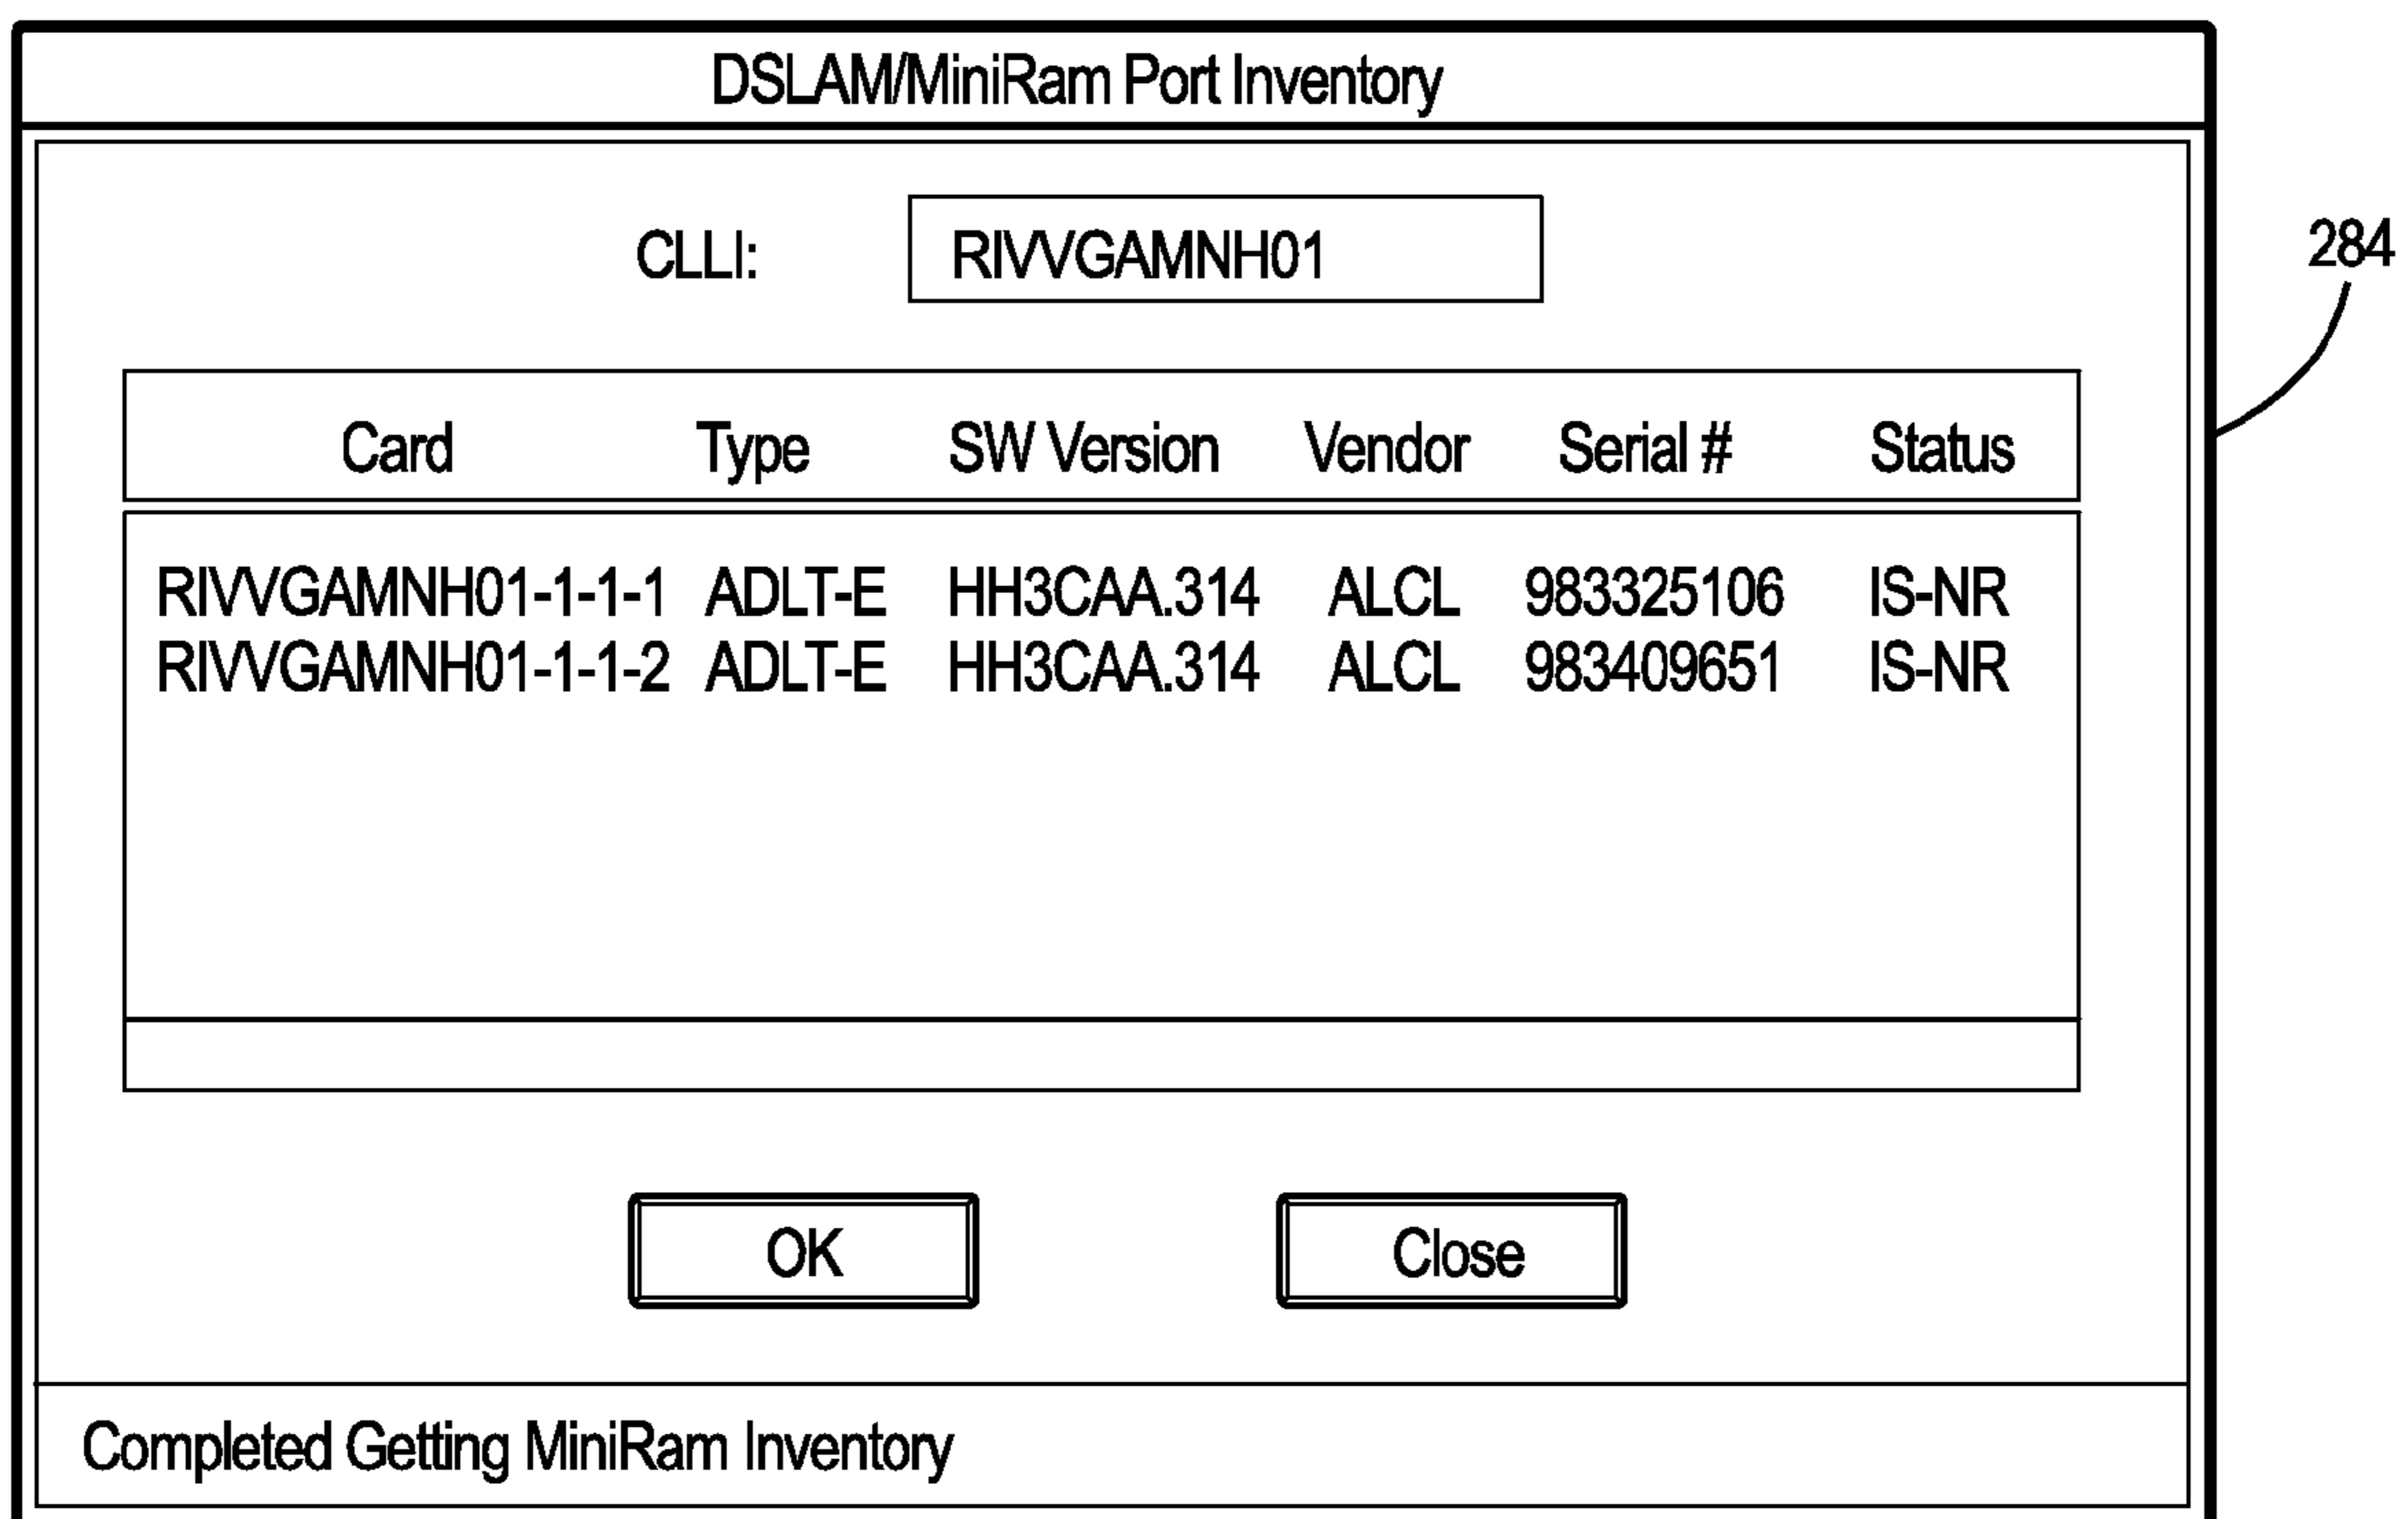 DSLAM/MiniRam Port Inventory
CLLI: RIVVGAMNH01
284
Card Type SW Version Vendor Serial # Status
RIVVGAMNH01-1-1-1 ADLT-E HH3CAA.314 ALCL 983325106 IS-NR
RIVVGAMNH01-1-1-2 ADLT-E HH3CAA.314 ALCL 983409651 IS-NR
OK Close
Completed Getting MiniRam Inventory